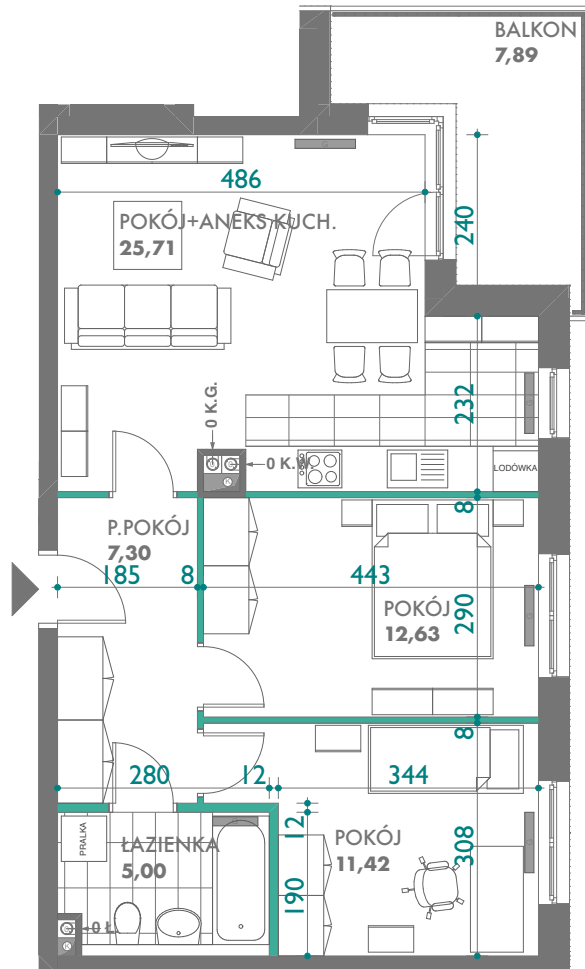 BALKON
7,89
486
POKÓJ+ANEKS KUCH.
25,71
240
232
0 K.G.
0 K.W.
LODÓWKA
8
P.POKÓJ
7,30
185
8
443
POKÓJ
12,63
290
8
280
12
344
12
PRALKA
ŁAZIENKA
5,00
POKÓJ
11,42
308
190
0 Ł.